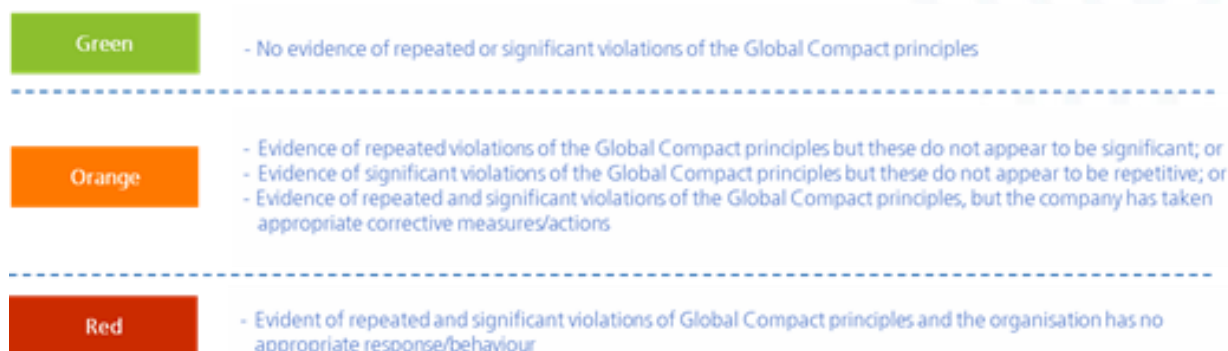 Green
- No evidence of repeated or significant violations of the Global Compact principles
Orange
- Evidence of repeated violations of the Global Compact principles but these do not appear to be significant; or
- Evidence of significant violations of the Global Compact principles but these do not appear to be repetitive; or
- Evidence of repeated and significant violations of the Global Compact principles, but the company has taken
appropriate corrective measures/actions
Red
- Evident of repeated and significant violations of Global Compact principles and the organisation has no
appropriate response/behaviour